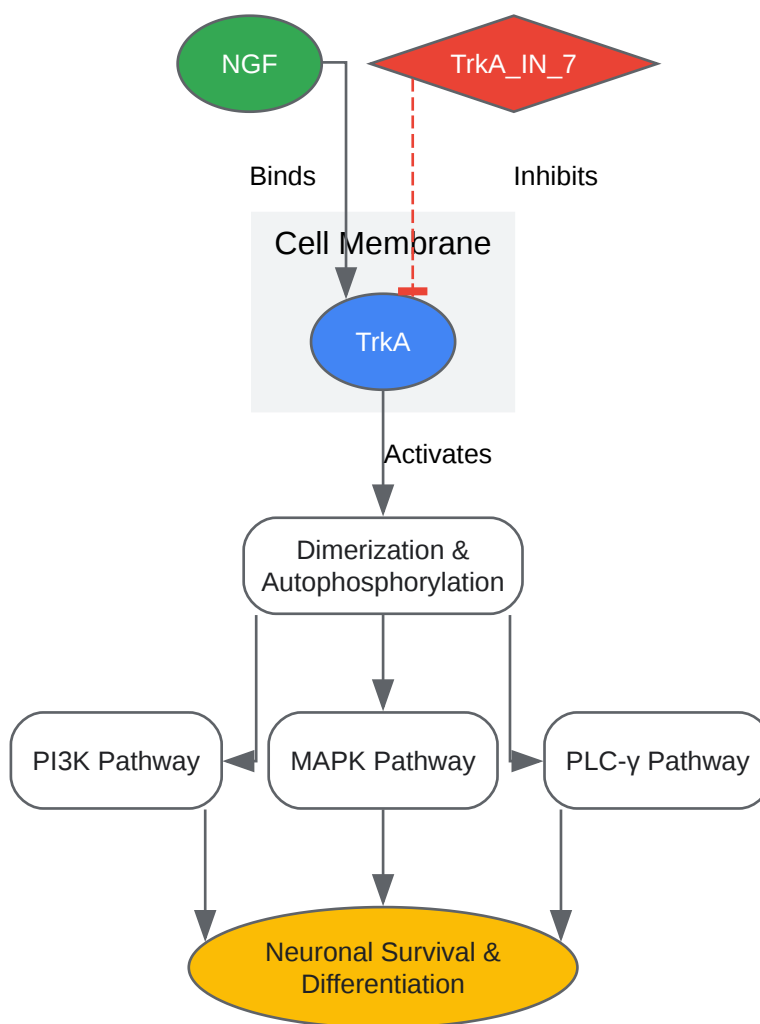 NGF
TrkA_IN_7
Binds
Inhibits
Cell Membrane
TrkA
Activates
Dimerization &
Autophosphorylation
PI3K Pathway
MAPK Pathway
PLC-γ Pathway
Neuronal Survival &
Differentiation